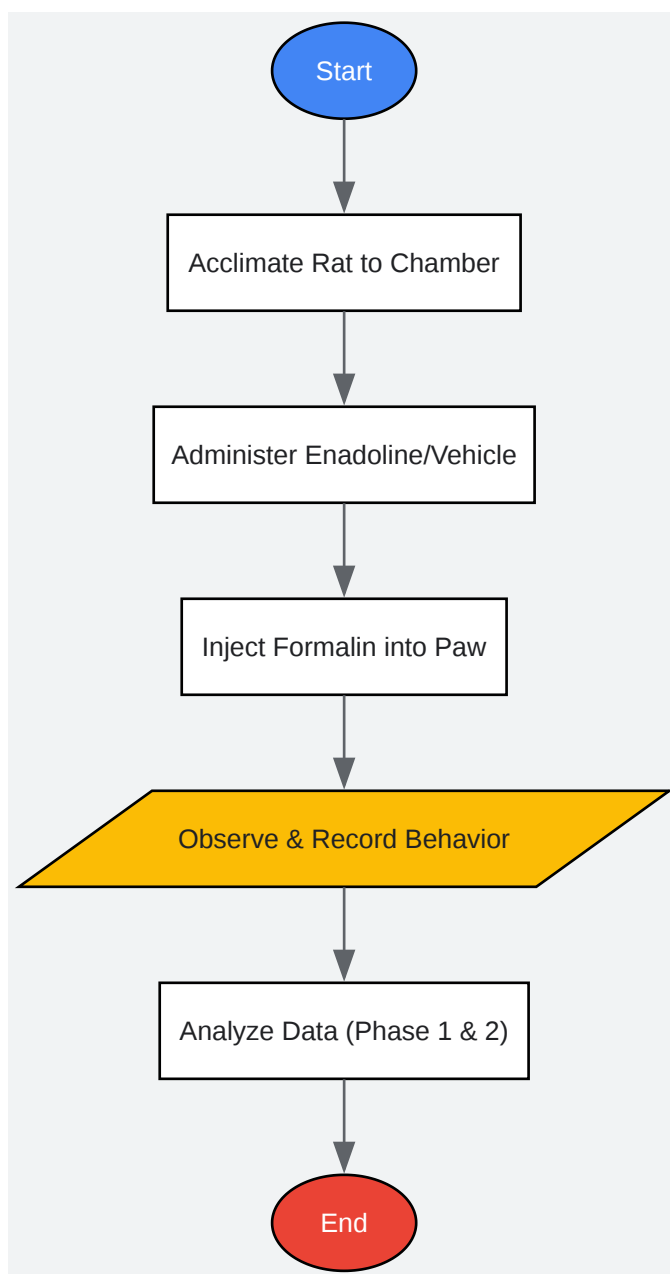 Start
Acclimate Rat to Chamber
Administer Enadoline/Vehicle
Inject Formalin into Paw
Observe & Record Behavior
Analyze Data (Phase 1 & 2)
End